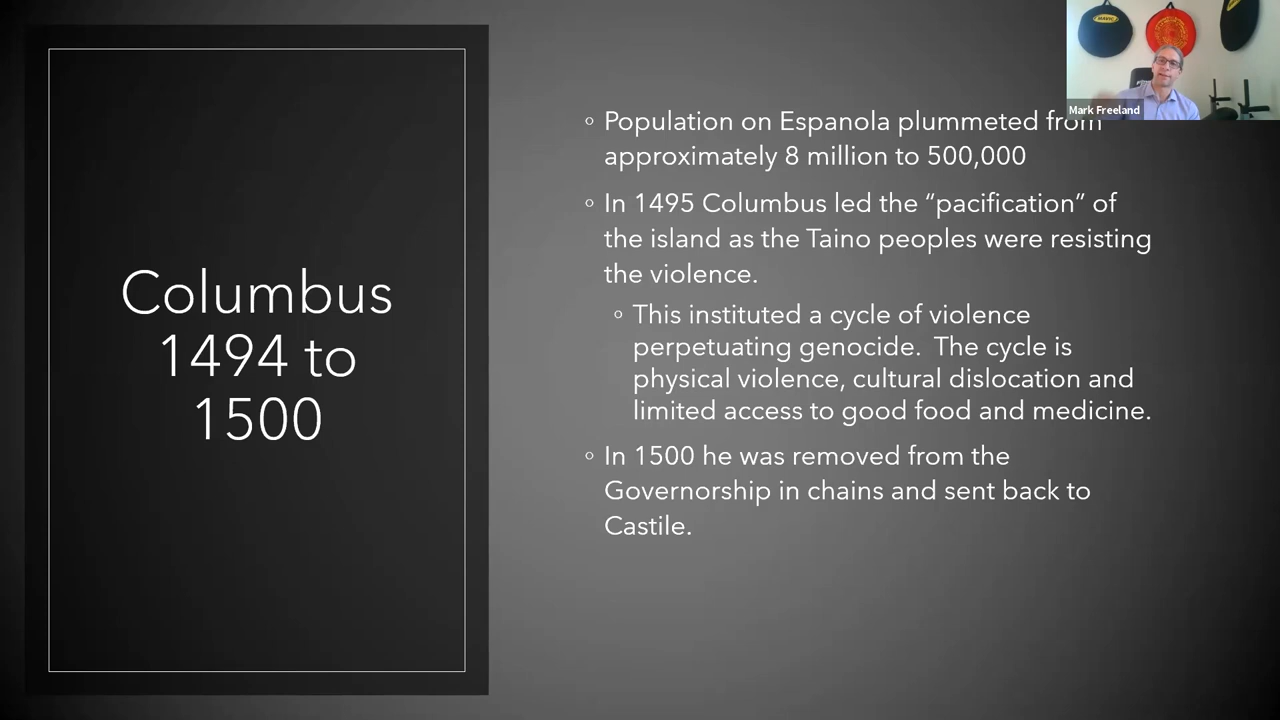 MAVIC
Mark Freeland
Columbus
1494 to
1500
◦ Population on Espanola plummeted from
approximately 8 million to 500,000
◦ In 1495 Columbus led the “pacification” of
the island as the Taino peoples were resisting
the violence.
◦ This instituted a cycle of violence
perpetuating genocide.  The cycle is
physical violence, cultural dislocation and
limited access to good food and medicine.
◦ In 1500 he was removed from the
Governorship in chains and sent back to
Castile.